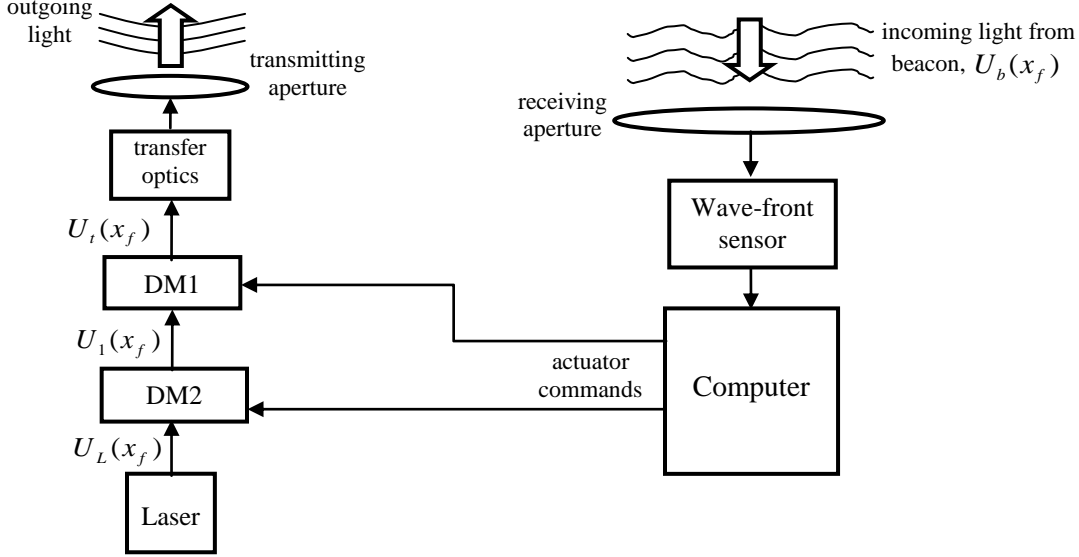 outgoing
light
transmitting
aperture
transfer
optics
U_t(x_f)
DM1
U_1(x_f)
DM2
U_L(x_f)
Laser
incoming light from
beacon, U_b(x_f)
receiving
aperture
Wave-front
sensor
actuator
commands
Computer